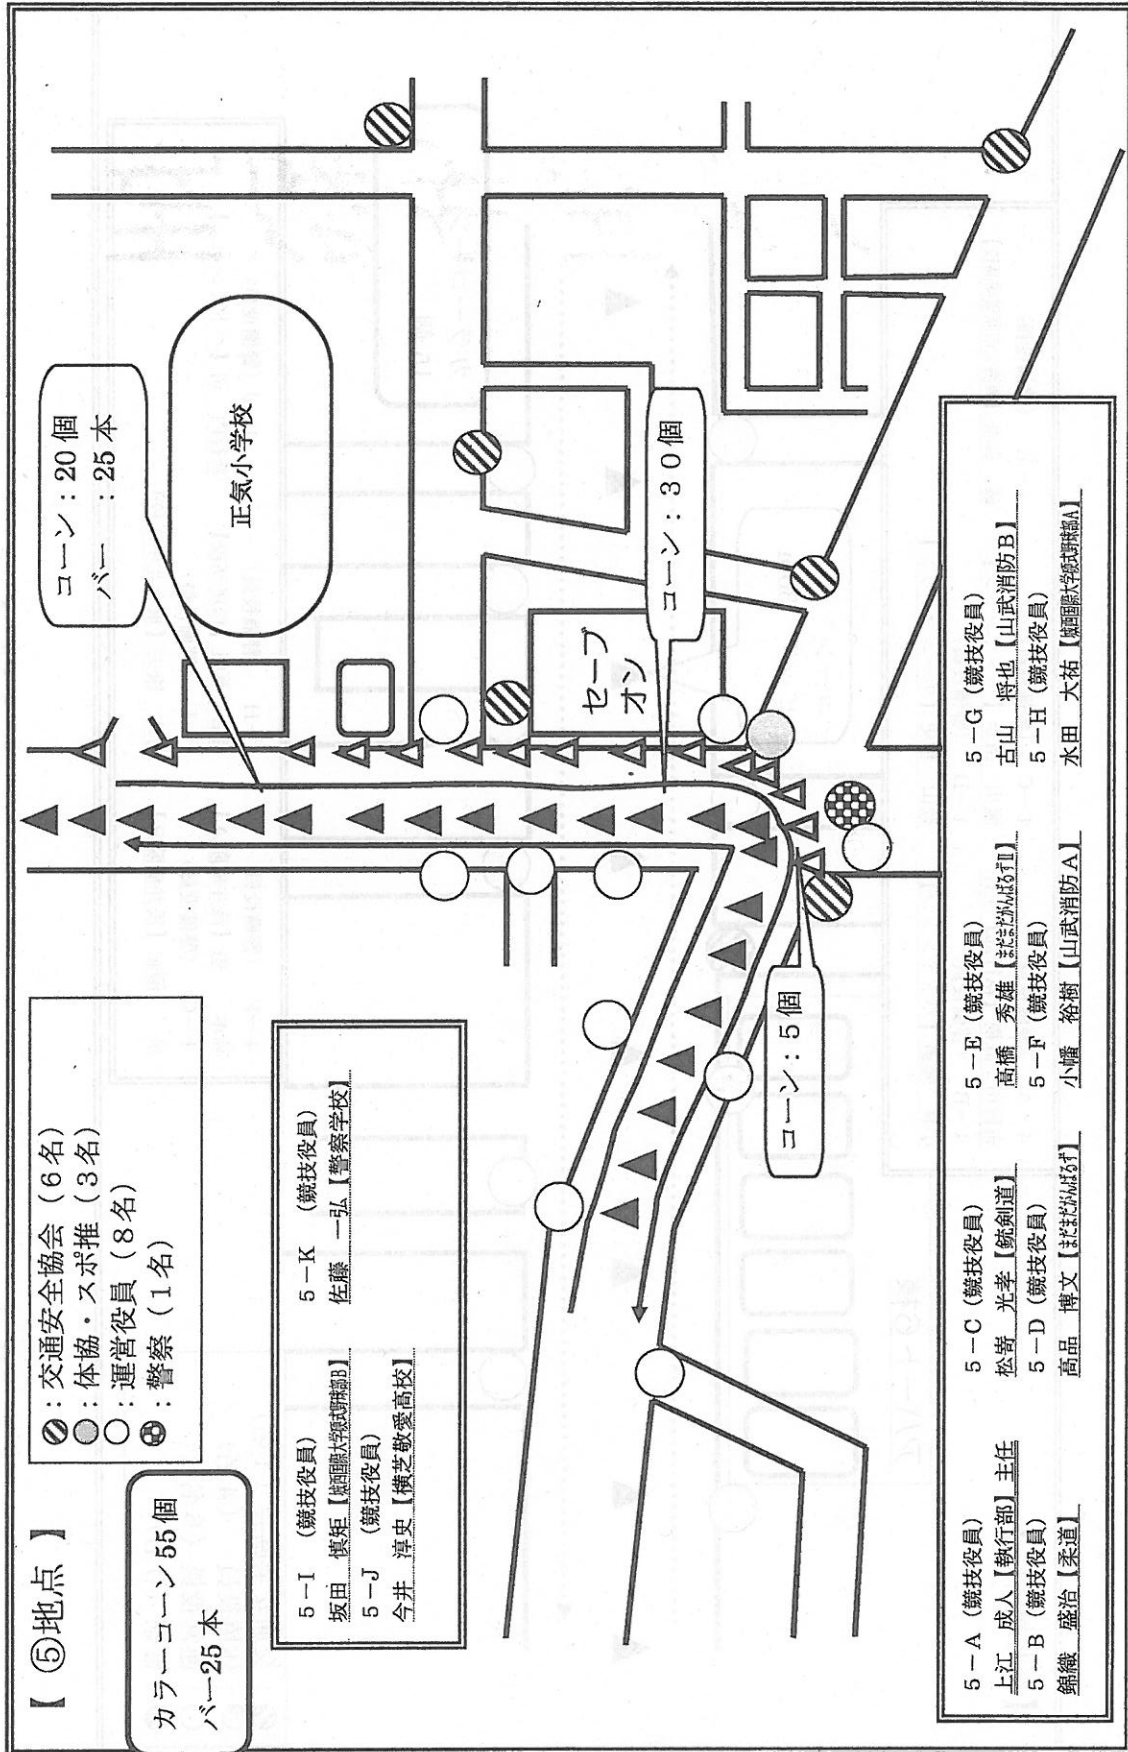 【 ⑤地点 】
カラーコーン55個
バー25本
：交通安全協会（6名）
：体協・スポ推（3名）
：運営役員（8名）
：警察（1名）
コーン：20個
バー　：25本
正気小学校
セーブ
オン
コーン：３０個
コーン：５個
５－I　（競技役員）
坂田　慎矩【城西国際大学硬式野球部B】
５－J　（競技役員）
今井　淳史【横芝敬愛高校】
５－K　（競技役員）
佐藤　一弘【警察学校】
５－A（競技役員）
上江　成人【執行部】主任
５－B（競技役員）
錦織　盛治【柔道】
５－C（競技役員）
松嵜　光孝【銃剣道】
５－D（競技役員）
高品　博文【まだまだがんばるず】
５－E（競技役員）
高橋　秀雄【まだまだがんばるずⅡ】
５－F（競技役員）
小幡　裕樹【山武消防A】
５－G（競技役員）
古山　将也【山武消防B】
５－H（競技役員）
水田　大祐【城西国際大学硬式野球部A】